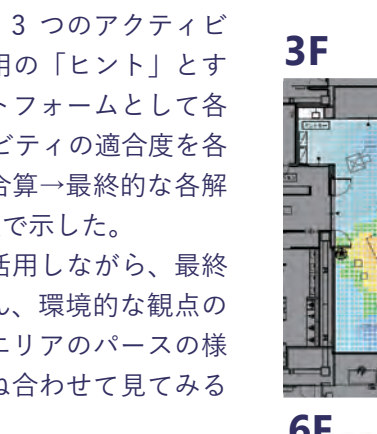 3 つのアクティビ
用の「ヒント」とす
トフォームとして各
ビティの適合度を各
合算→最終的な各解
で示した。
活用しながら、最終
ん、環境的な観点の
エリアのパースの様
ね合わせて見てみる
3F
6F